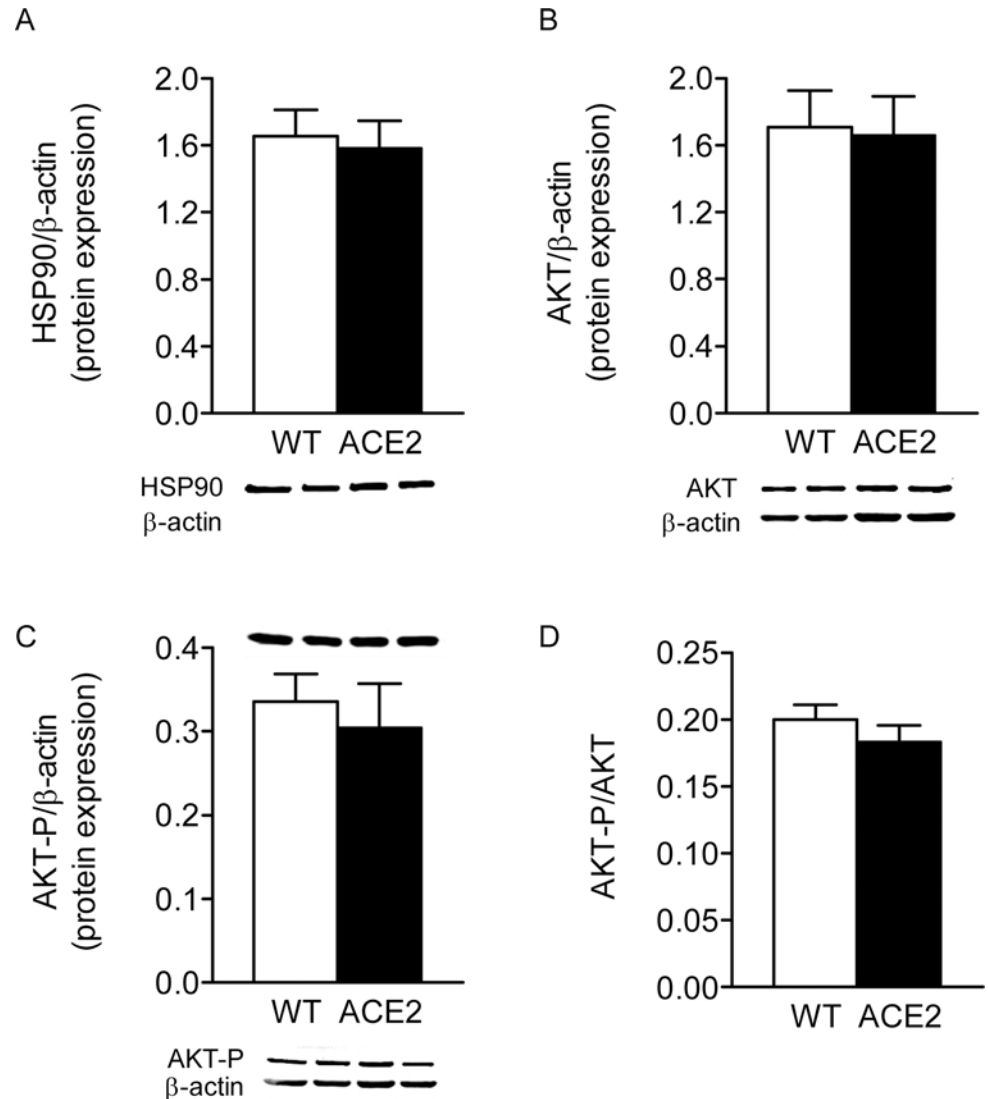 A
HSP90/β-actin
(protein expression)
2.0
1.6
1.2
0.8
0.4
0.0
WT ACE2
HSP90
β-actin
B
AKT/β-actin
(protein expression)
2.0
1.6
1.2
0.8
0.4
0.0
WT ACE2
AKT
β-actin
C
AKT-P/β-actin
(protein expression)
0.4
0.3
0.2
0.1
0.0
WT ACE2
AKT-P
β-actin
D
AKT-P/AKT
0.25
0.20
0.15
0.10
0.05
0.00
WT ACE2